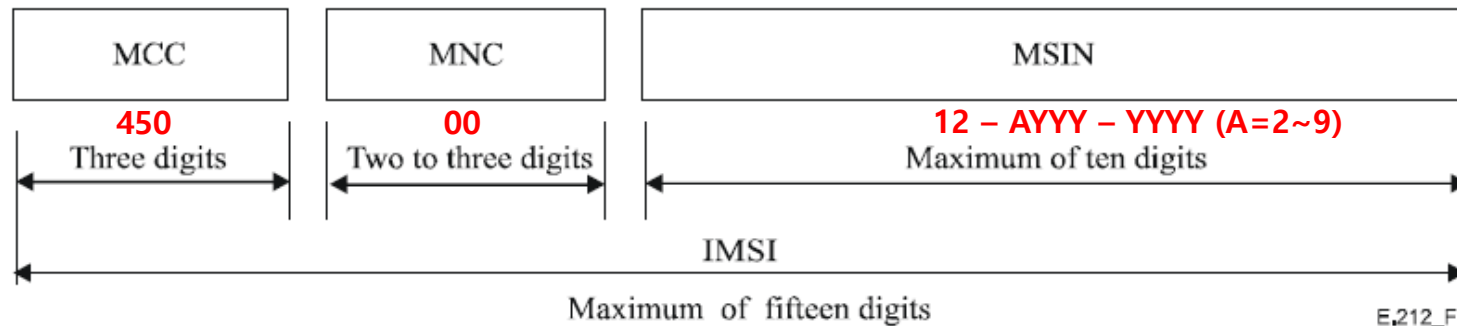 MCC MNC MSIN
450 00 12 – AYYY – YYYY (A=2~9)
Three digits Two to three digits Maximum of ten digits
IMSI
Maximum of fifteen digits
E.212_F